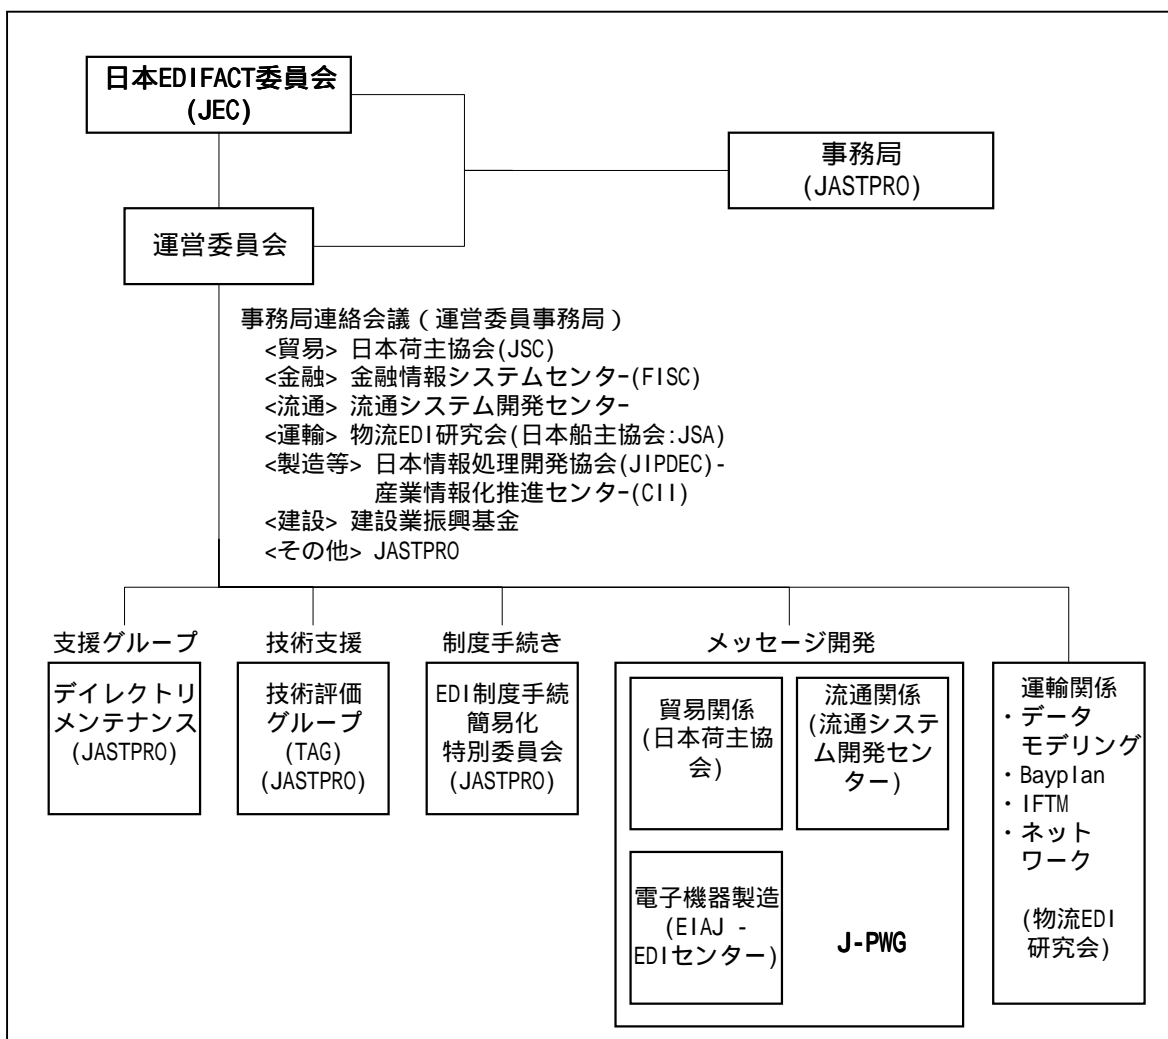 日本EDIFACT委員会
(JEC)
事務局
(JASTPRO)
運営委員会
事務局連絡会議（運営委員事務局）
<貿易> 日本荷主協会(JSC)
<金融> 金融情報システムセンター(FISC)
<流通> 流通システム開発センター
<運輸> 物流EDI研究会(日本船主協会:JSA)
<製造等> 日本情報処理開発協会(JIPDEC)-
産業情報化推進センター(CII)
<建設> 建設業振興基金
<その他> JASTPRO
支援グループ
デイレクトリ
メンテナンス
(JASTPRO)
技術支援
技術評価
グループ
(TAG)
(JASTPRO)
制度手続き
EDI制度手続
簡易化
特別委員会
(JASTPRO)
メッセージ開発
貿易関係
(日本荷主協
会)
流通関係
(流通システ
ム開発セン
ター)
電子機器製造
(EIAJ -
EDIセンター)
J-PWG
運輸関係
・データ
モデリング
・Bayplan
・IFTM
・ネット
ワーク
(物流EDI
研究会)